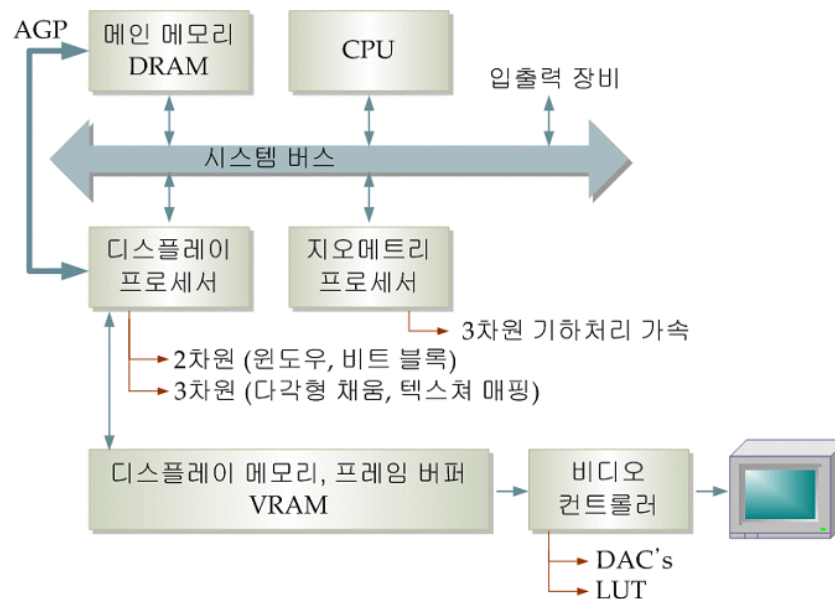 AGP
메인 메모리
DRAM
CPU
입출력 장비
시스템 버스
디스플레이
프로세서
지오메트리
프로세서
3차원 기하처리 가속
2차원 (윈도우, 비트 블록)
3차원 (다각형 채움, 텍스쳐 매핑)
디스플레이 메모리, 프레임 버퍼
VRAM
비디오
컨트롤러
DAC's
LUT